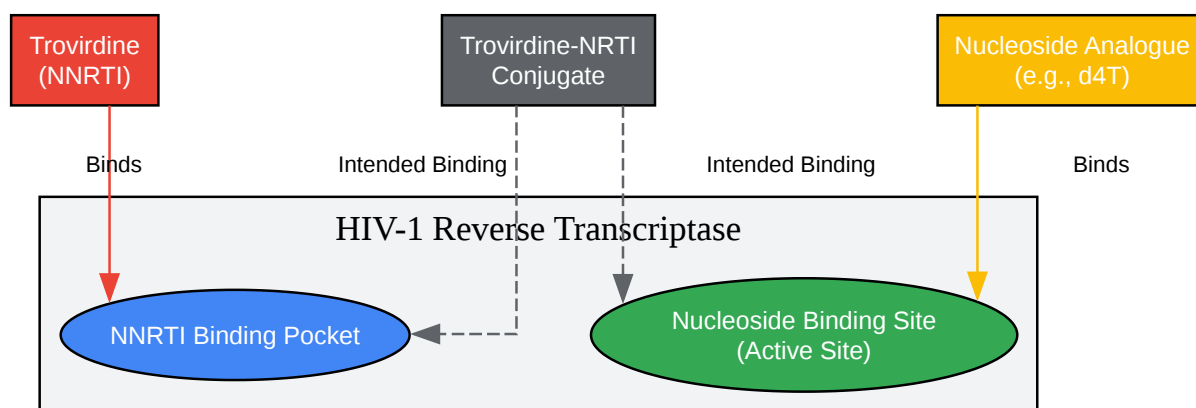 Trovirdine
(NNRTI)
Trovirdine-NRTI
Conjugate
Nucleoside Analogue
(e.g., d4T)
Binds
Intended Binding
Intended Binding
Binds
HIV-1 Reverse Transcriptase
NNRTI Binding Pocket
Nucleoside Binding Site
(Active Site)